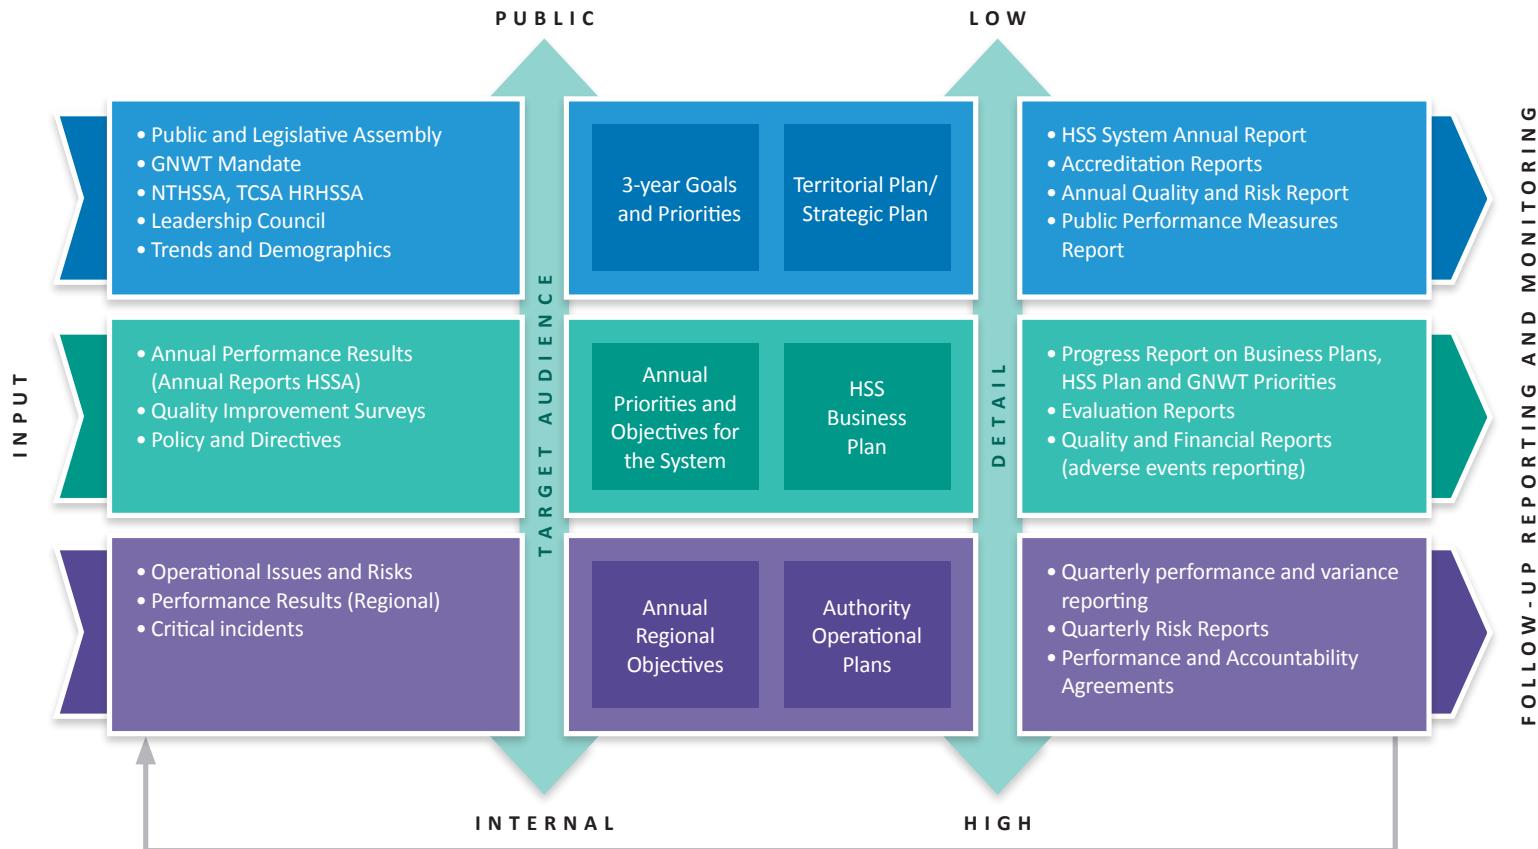 PUBLIC
LOW
INPUT
TARGET AUDIENCE
DETAIL
FOLLOW-UP REPORTING AND MONITORING
• Public and Legislative Assembly
• GNWT Mandate
• NTHSSA, TCSA HRHSSA
• Leadership Council
• Trends and Demographics
3-year Goals
and Priorities
Territorial Plan/
Strategic Plan
• HSS System Annual Report
• Accreditation Reports
• Annual Quality and Risk Report
• Public Performance Measures
Report
• Annual Performance Results
(Annual Reports HSSA)
• Quality Improvement Surveys
• Policy and Directives
Annual
Priorities and
Objectives for
the System
HSS
Business
Plan
• Progress Report on Business Plans,
HSS Plan and GNWT Priorities
• Evaluation Reports
• Quality and Financial Reports
(adverse events reporting)
• Operational Issues and Risks
• Performance Results (Regional)
• Critical incidents
Annual
Regional
Objectives
Authority
Operational
Plans
• Quarterly performance and variance
reporting
• Quarterly Risk Reports
• Performance and Accountability
Agreements
INTERNAL
HIGH